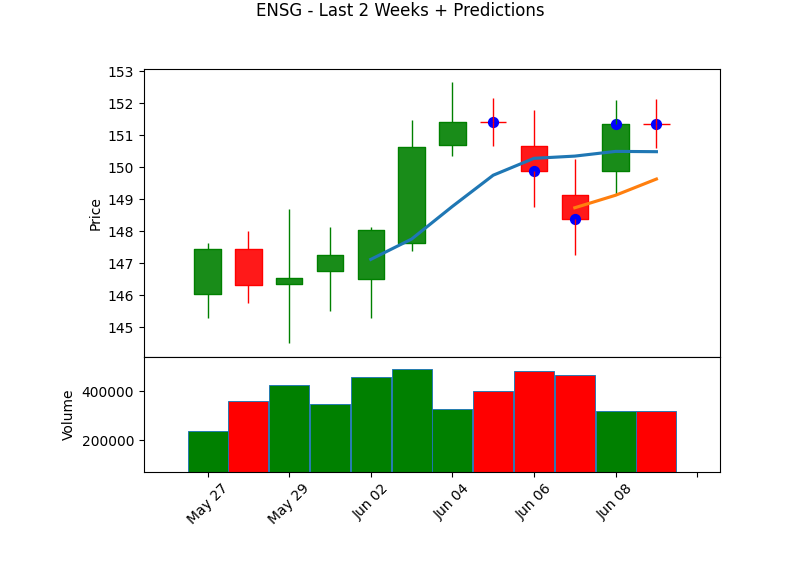 ENSG - Last 2 Weeks + Predictions
153
152
151
150
149
148
147
146
145
Price
400000
200000
Volume
May 27
May 29
Jun 02
Jun 04
Jun 06
Jun 08